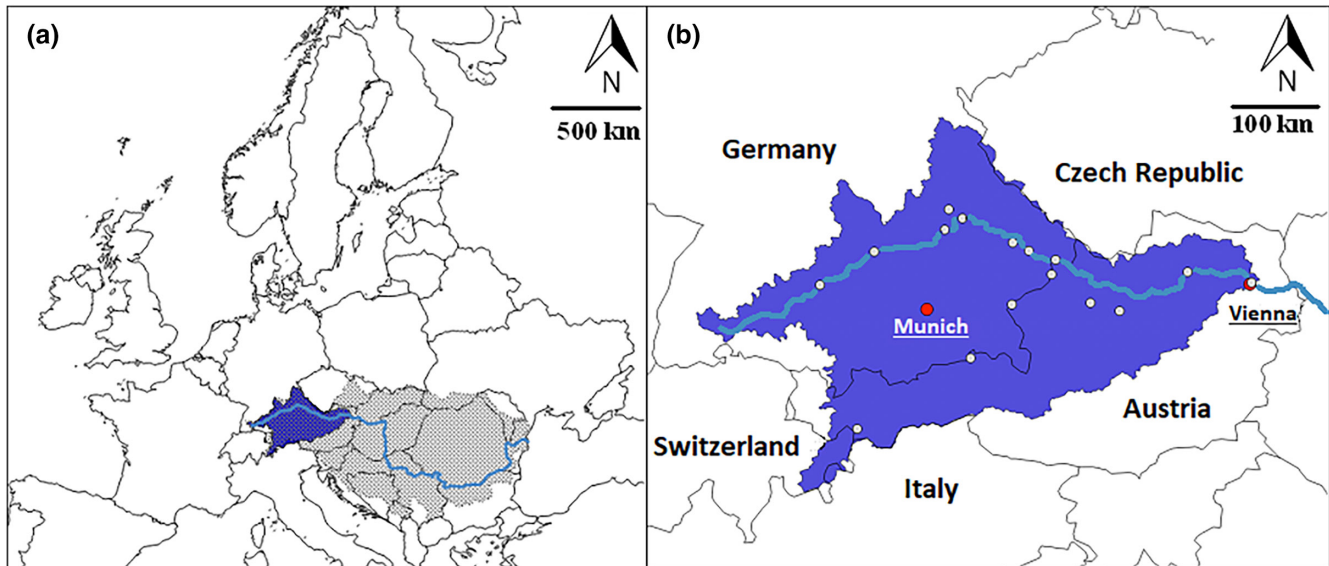 (a)
N
500 km
(b)
N
100 km
Germany
Czech Republic
Munich
Vienna
Austria
Switzerland
Italy